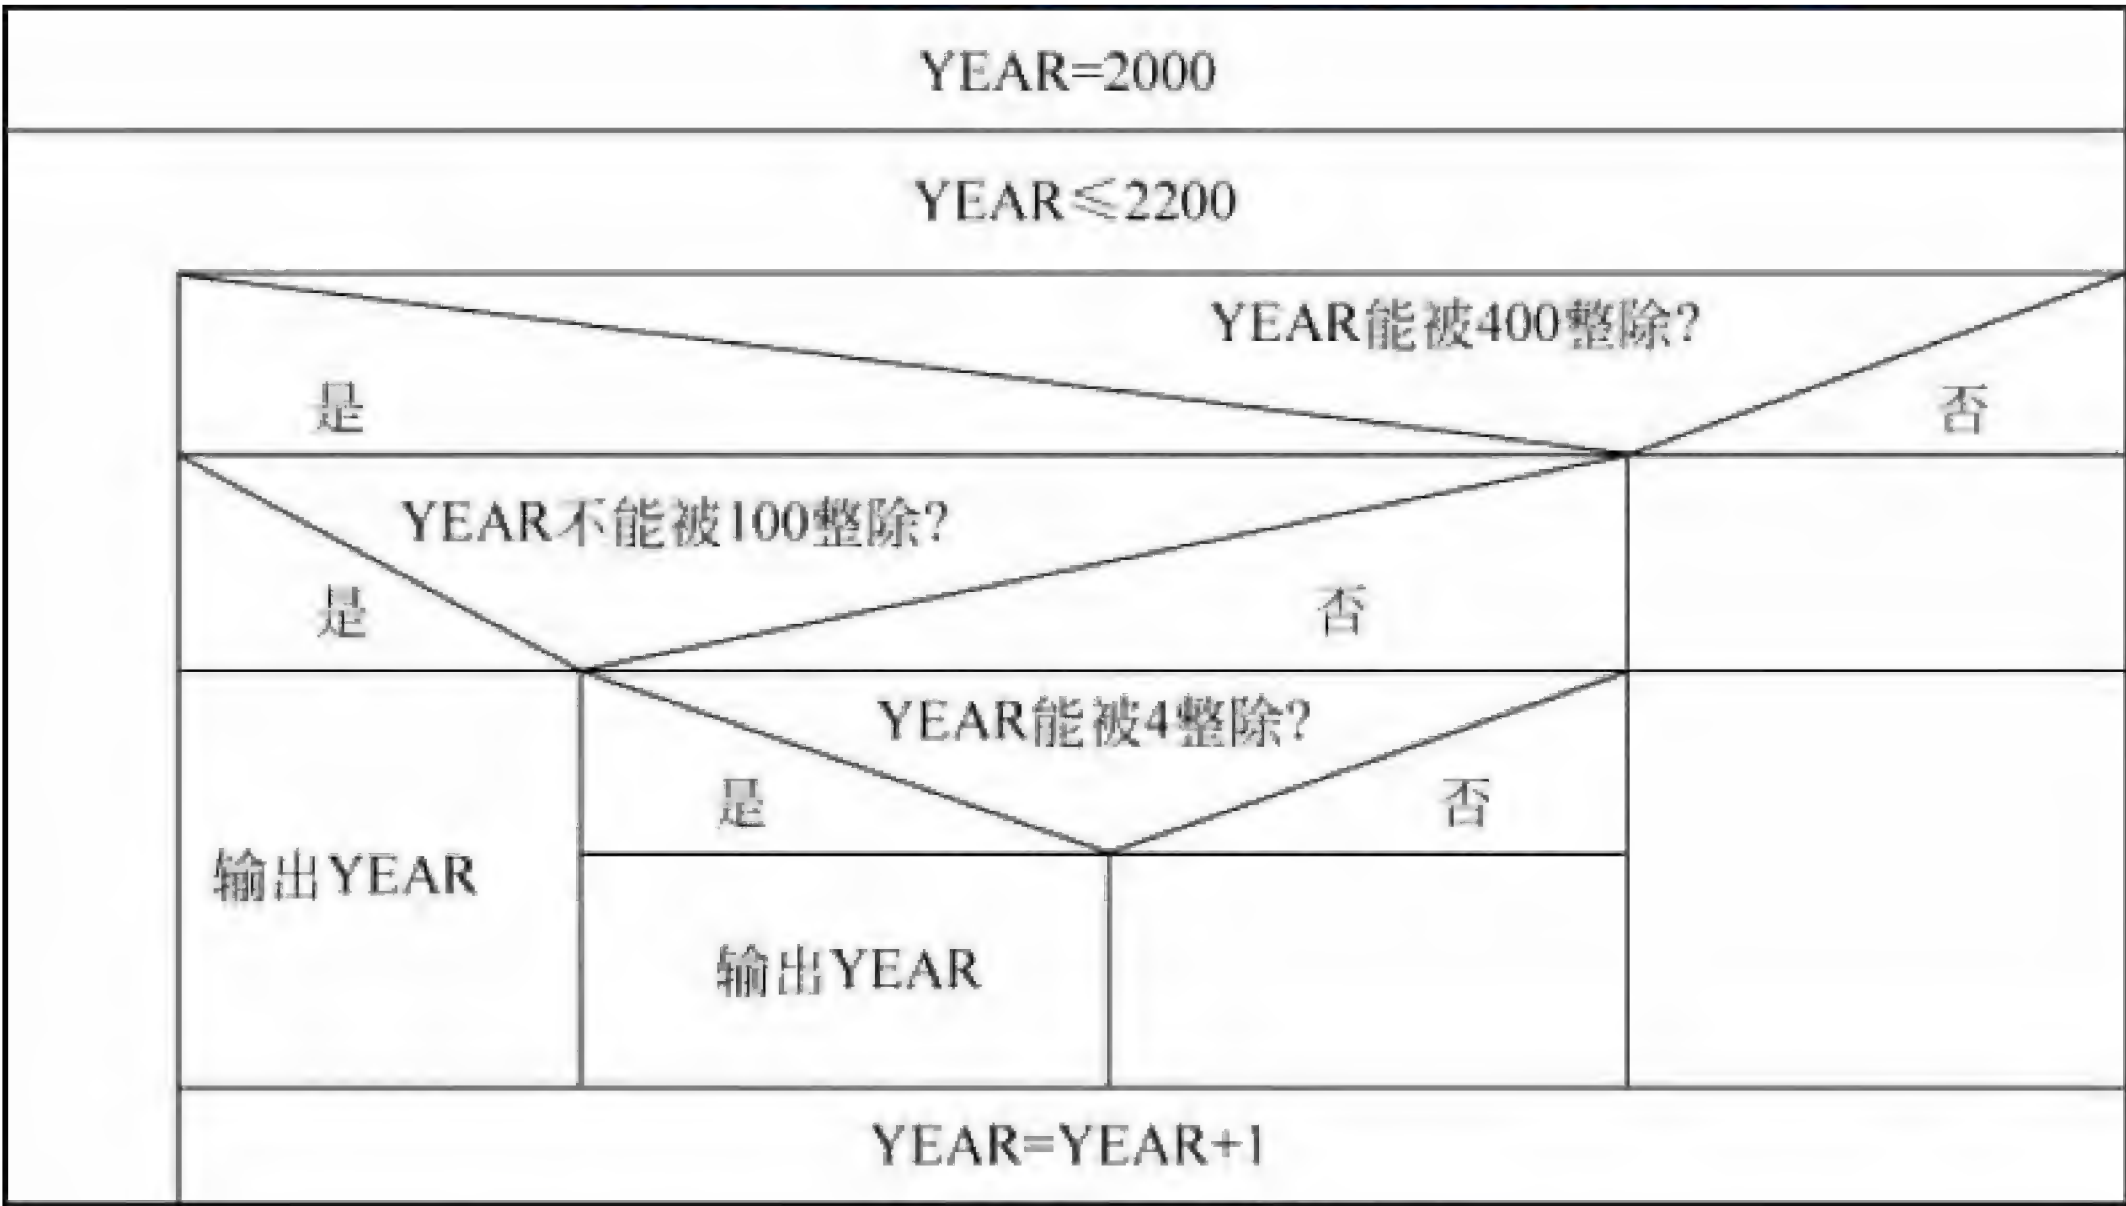 YEAR=2000
YEAR≤2200
YEAR能被400整除?
是
否
YEAR不能被100整除?
是
否
YEAR能被4整除?
是
否
输出YEAR
输出YEAR
YEAR=YEAR+1